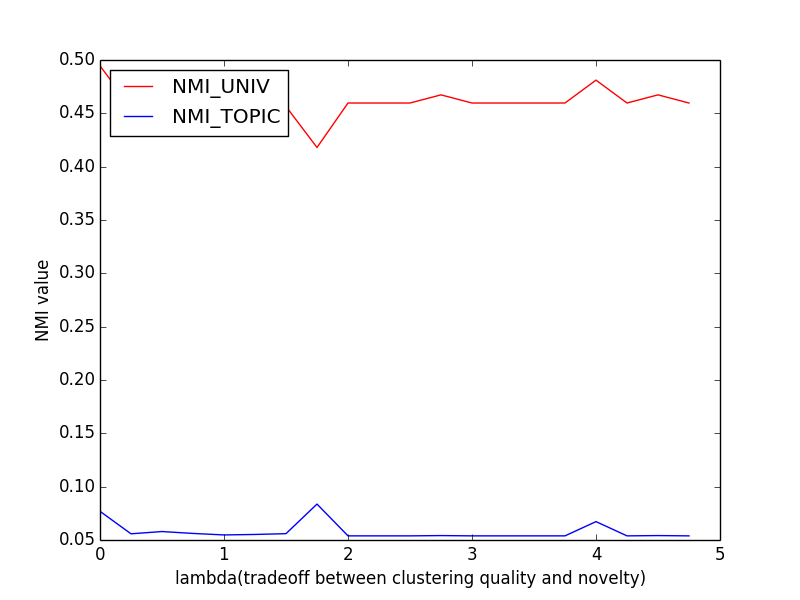 0.50
0.45
0.40
0.35
0.30
0.25
0.20
0.15
0.10
0.05
NMI value
NMI_UNIV
NMI_TOPIC
0 1 2 3 4 5
lambda(tradeoff between clustering quality and novelty)